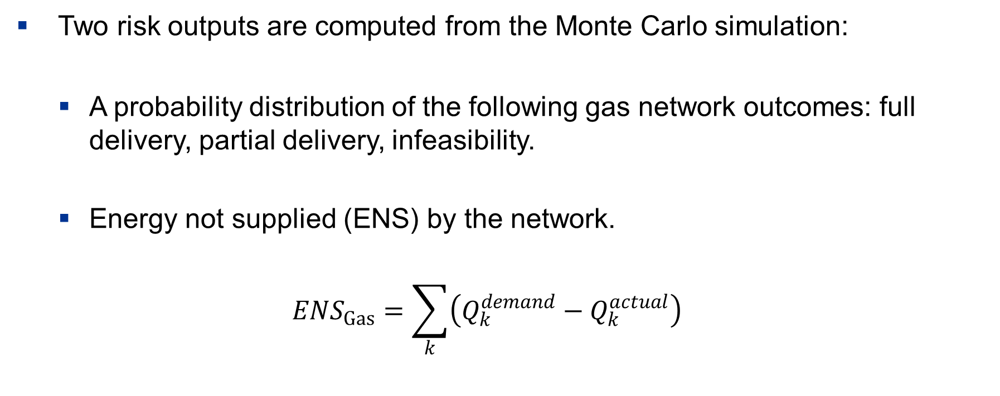 ▪ Two risk outputs are computed from the Monte Carlo simulation:
▪ A probability distribution of the following gas network outcomes: full
delivery, partial delivery, infeasibility.
▪ Energy not supplied (ENS) by the network.
$ENS_{\text{Gas}} = \sum_{k} \left( Q_k^{demand} - Q_k^{actual} \right)$